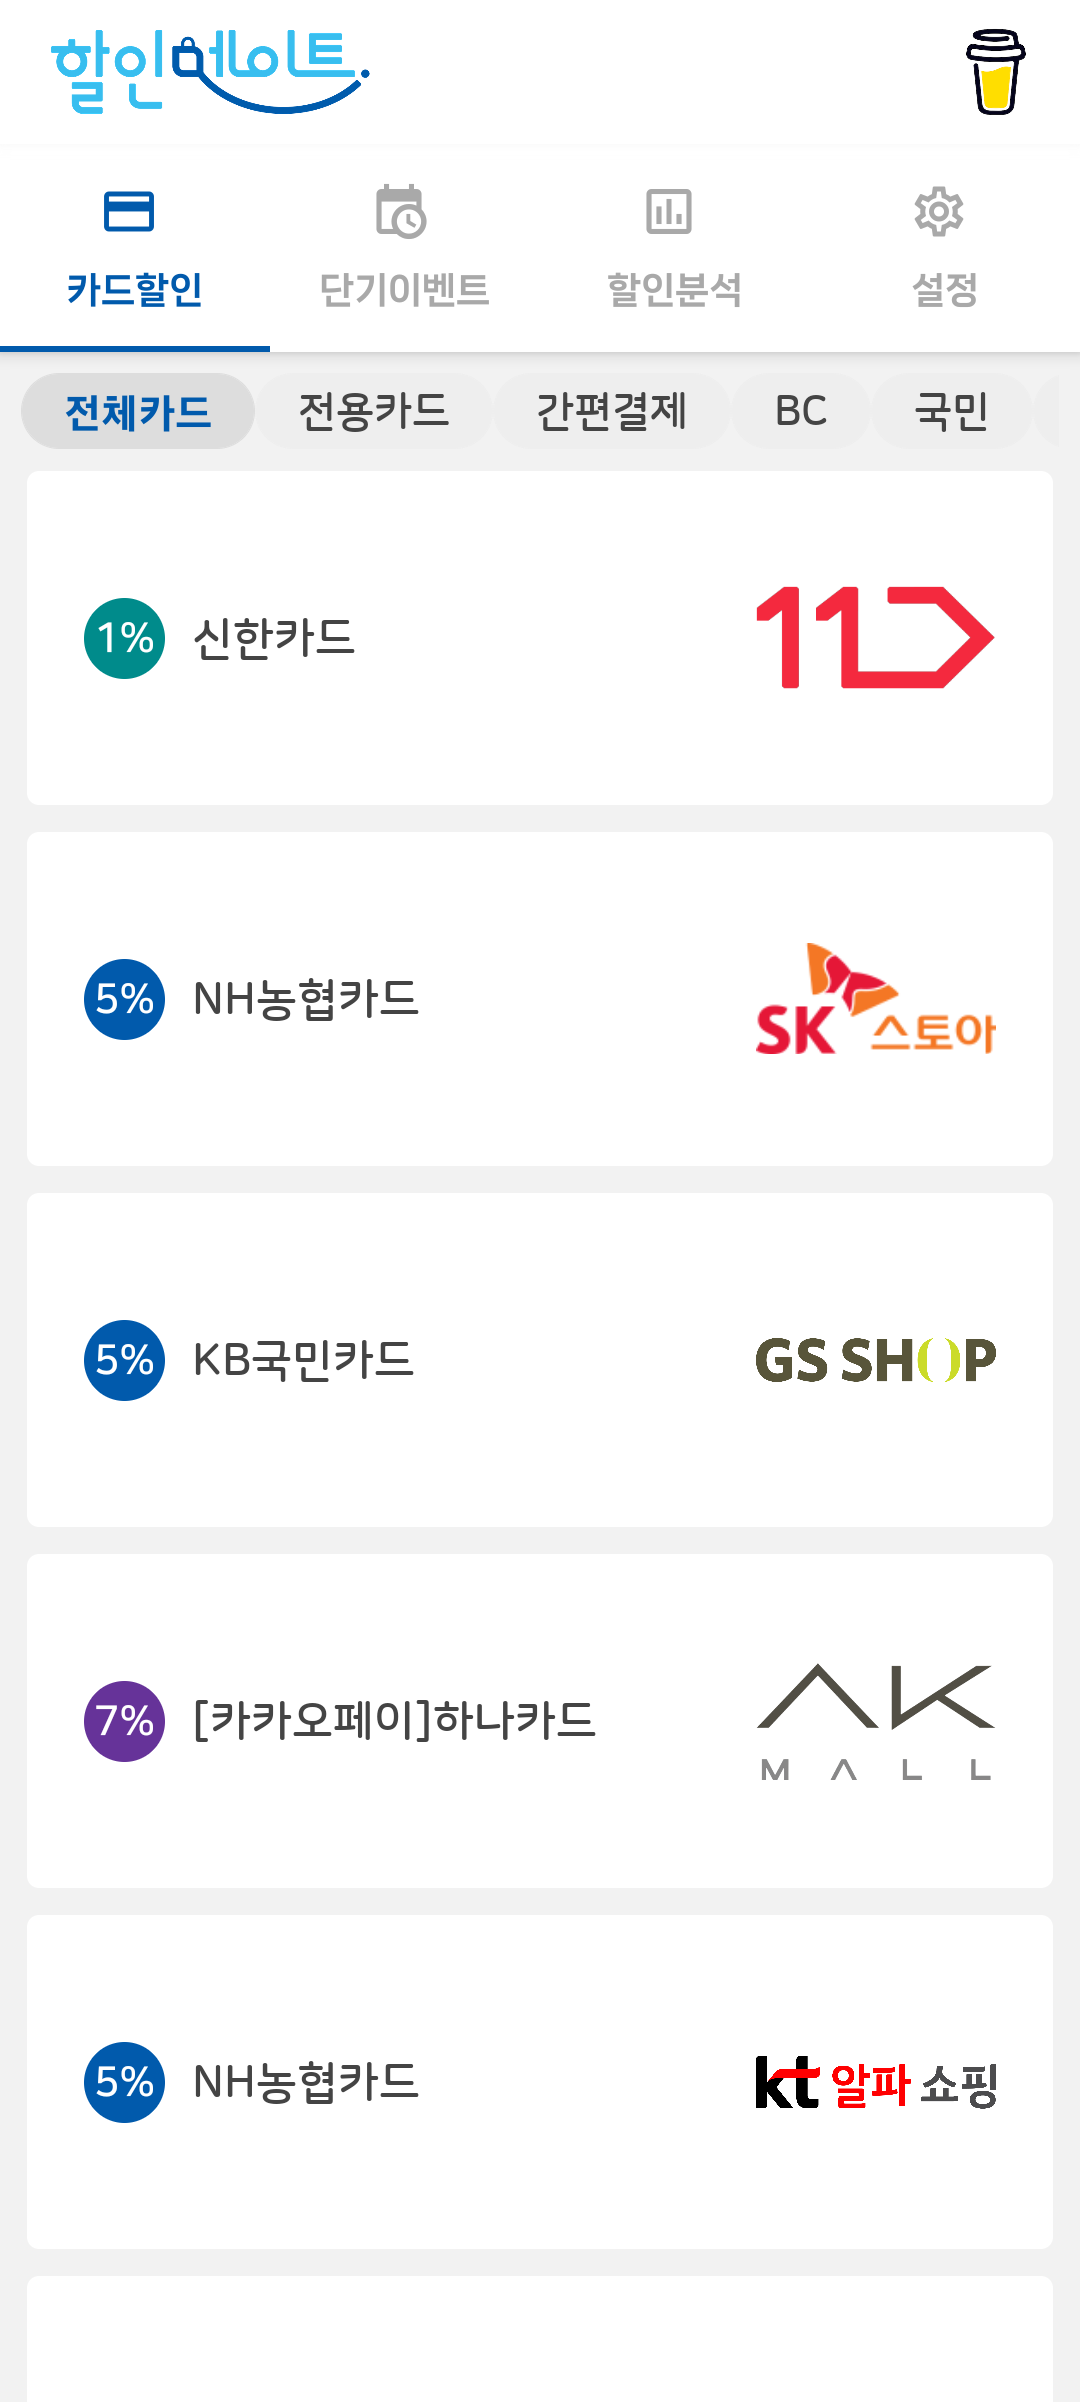 할인메이트.
카드할인 단기이벤트 할인분석 설정
전체카드 전용카드 간편결제 BC 국민
1% 신한카드 11
5% NH농협카드 SK스토아
5% KB국민카드 GS SHOP
7% [카카오페이]하나카드 AK
MALL
5% NH농협카드 kt 알파 쇼핑